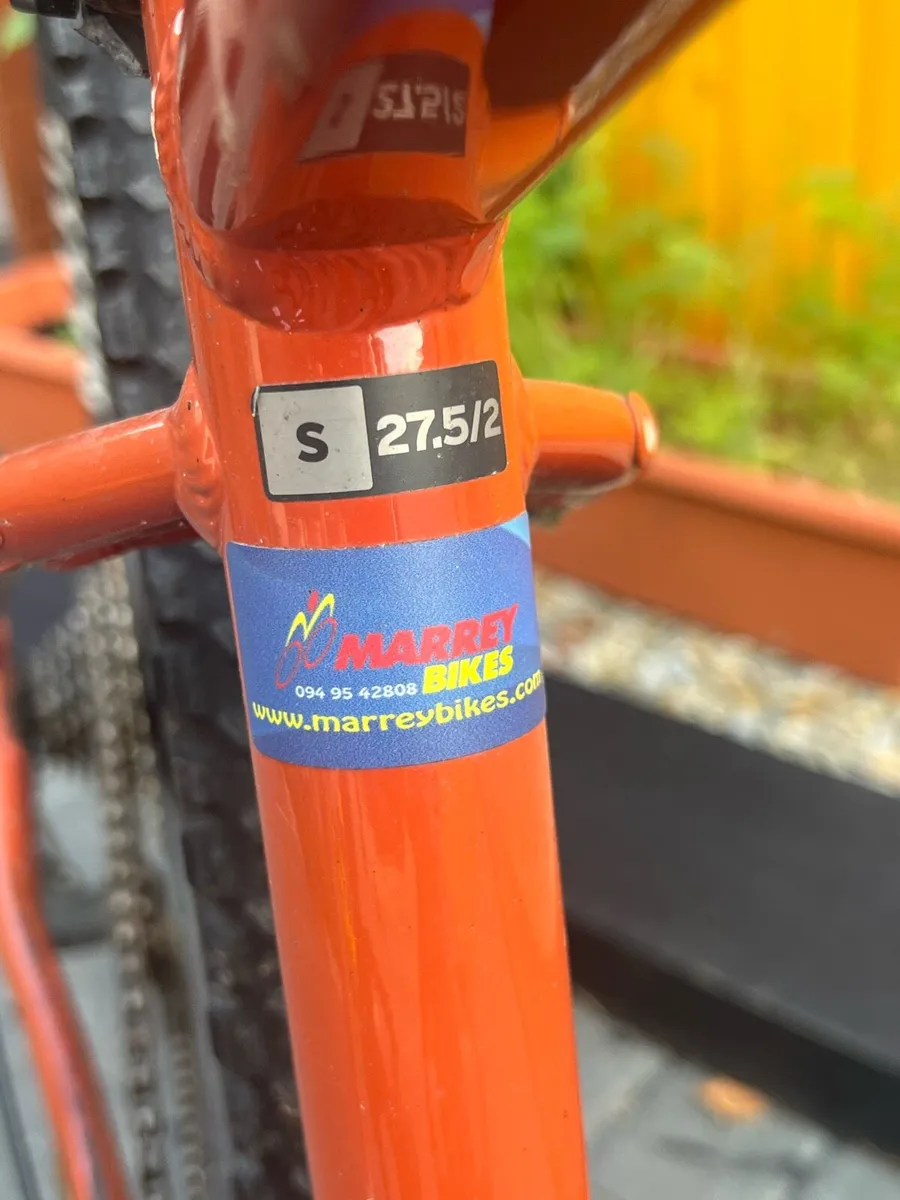 S 27.5/2
MARREY
BIKES
094 95 42808
www.marreybikes.com